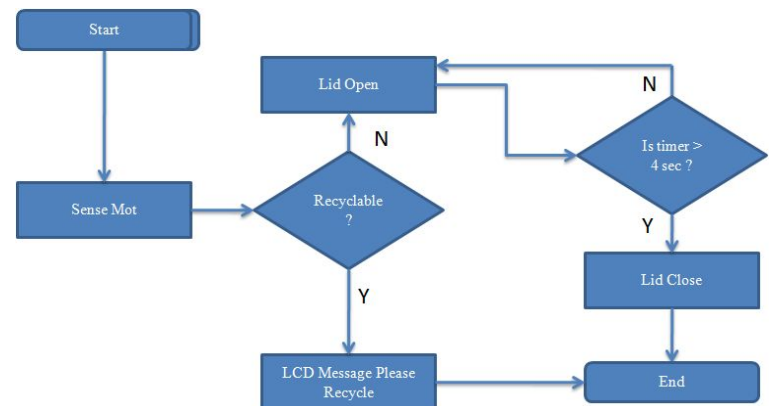 Start
Sense Mot
Recyclable
?
N
Lid Open
Y
LCD Message Please
Recycle
Is timer >
4 sec ?
N
Y
Lid Close
End